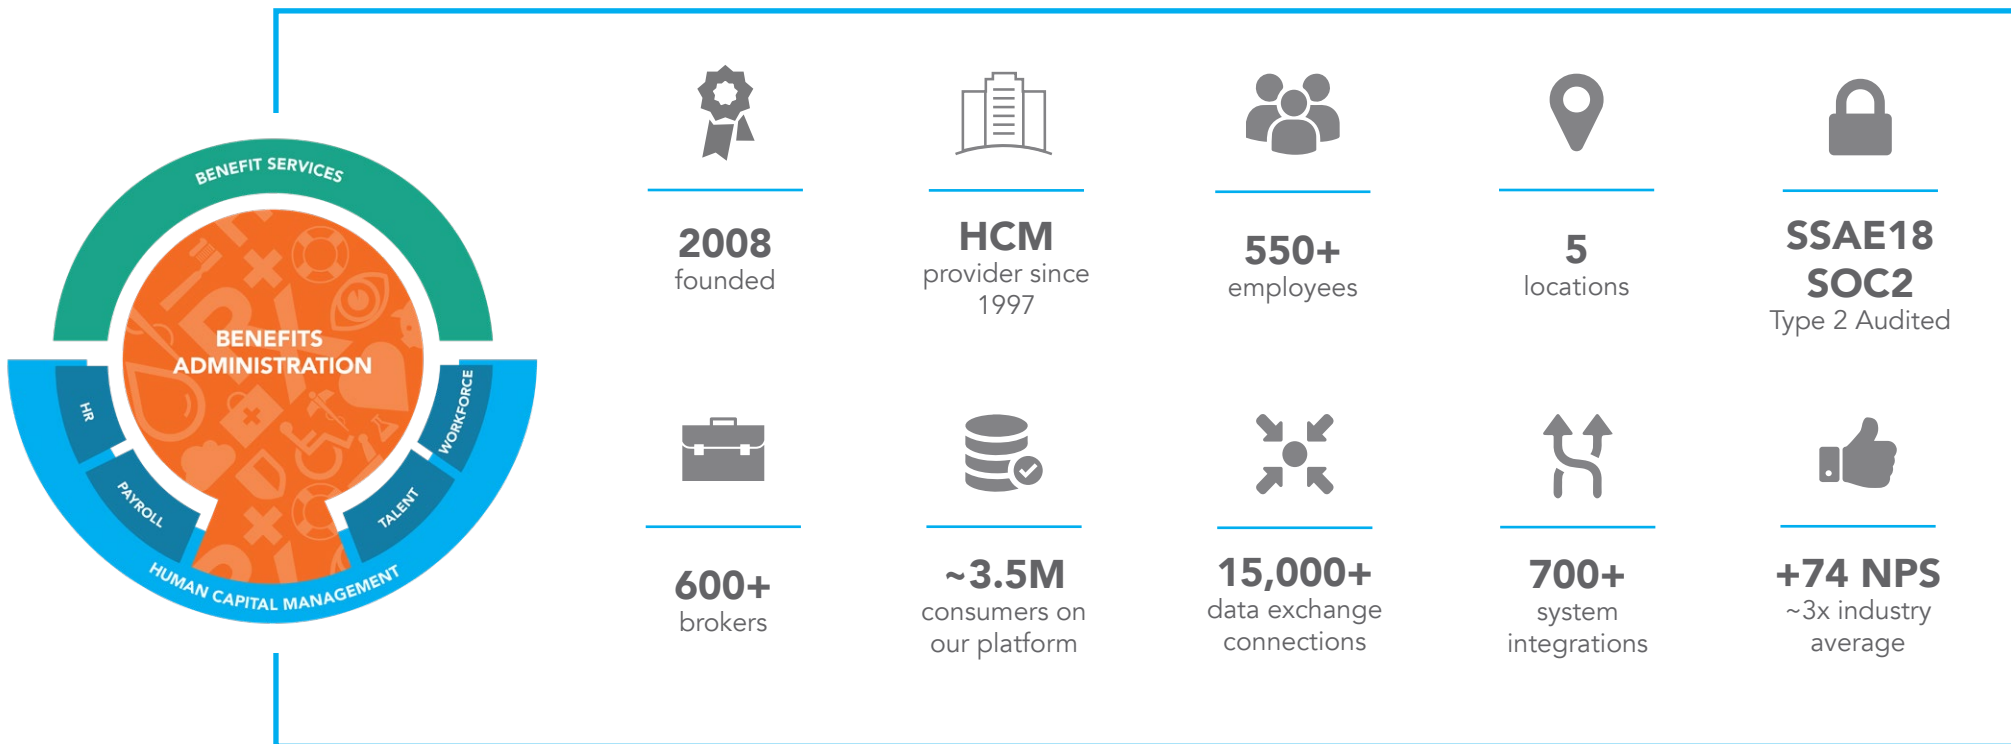 BENEFIT SERVICES
BENEFITS
ADMINISTRATION
HR
PAYROLL
TALENT
WORKFORCE
HUMAN CAPITAL MANAGEMENT
2008
founded
HCM
provider since
1997
550+
employees
5
locations
SSAE18
SOC2
Type 2 Audited
600+
brokers
~3.5M
consumers on
our platform
15,000+
data exchange
connections
700+
system
integrations
+74 NPS
~3x industry
average